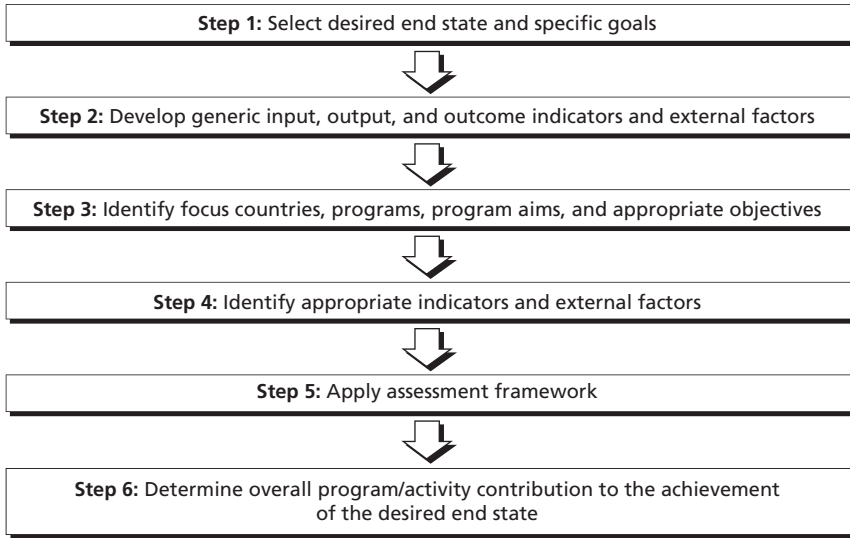 Step 1: Select desired end state and specific goals
Step 2: Develop generic input, output, and outcome indicators and external factors
Step 3: Identify focus countries, programs, program aims, and appropriate objectives
Step 4: Identify appropriate indicators and external factors
Step 5: Apply assessment framework
Step 6: Determine overall program/activity contribution to the achievement
of the desired end state